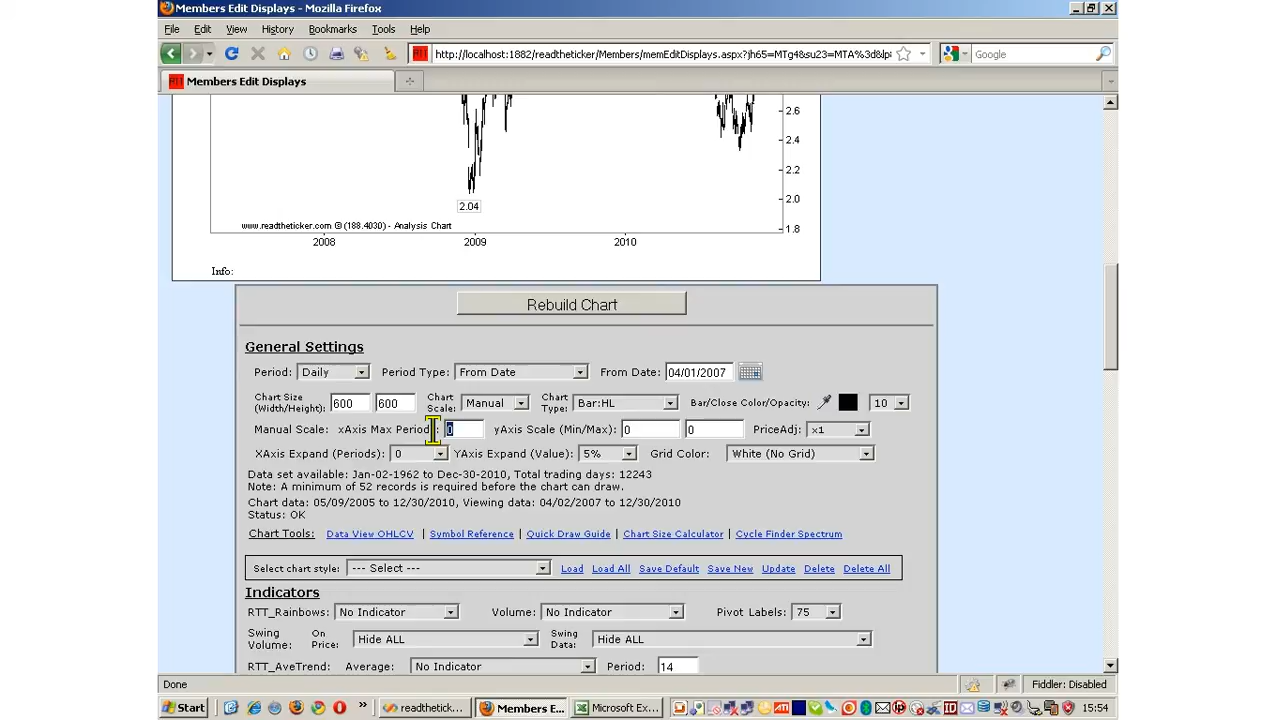 Members Edit Displays - Mozilla Firefox
File Edit View History Bookmarks Tools Help
http://localhost:1882/readtheticker/Members/memEditDisplays.aspx?jh65=MTg4&su23=MTA%3d&lp Google
Members Edit Displays
2.6
2.4
2.2
2.0
1.8
2.04
www.readtheticker.com © (188.4030) - Analysis Chart
2008 2009 2010
Info:
Rebuild Chart
General Settings
Period: Daily Period Type: From Date From Date: 04/01/2007
Chart Size (Width/Height): 600 600 Chart Scale: Manual Chart Type: Bar:HL Bar/Close Color/Opacity: 10
Manual Scale: xAxis Max Period: 0 yAxis Scale (Min/Max): 0 0 PriceAdj: x1
XAxis Expand (Periods): 0 YAxis Expand (Value): 5% Grid Color: White (No Grid)
Data set available: Jan-02-1962 to Dec-30-2010, Total trading days: 12243
Note: A minimum of 52 records is required before the chart can draw.
Chart data: 05/09/2005 to 12/30/2010, Viewing data: 04/02/2007 to 12/30/2010
Status: OK
Chart Tools: Data View OHLCV | Symbol Reference | Quick Draw Guide | Chart Size Calculator | Cycle Finder Spectrum
Select chart style: --- Select --- Load Load All Save Default Save New Update Delete Delete All
Indicators
RTT_Rainbows: No Indicator Volume: No Indicator Pivot Labels: 75
Swing Volume: On Price: Hide ALL Swing Data: Hide ALL
RTT_AveTrend: Average: No Indicator Period: 14
Done Fiddler: Disabled
Start readthetick... Members E... Microsoft Ex... 15:54